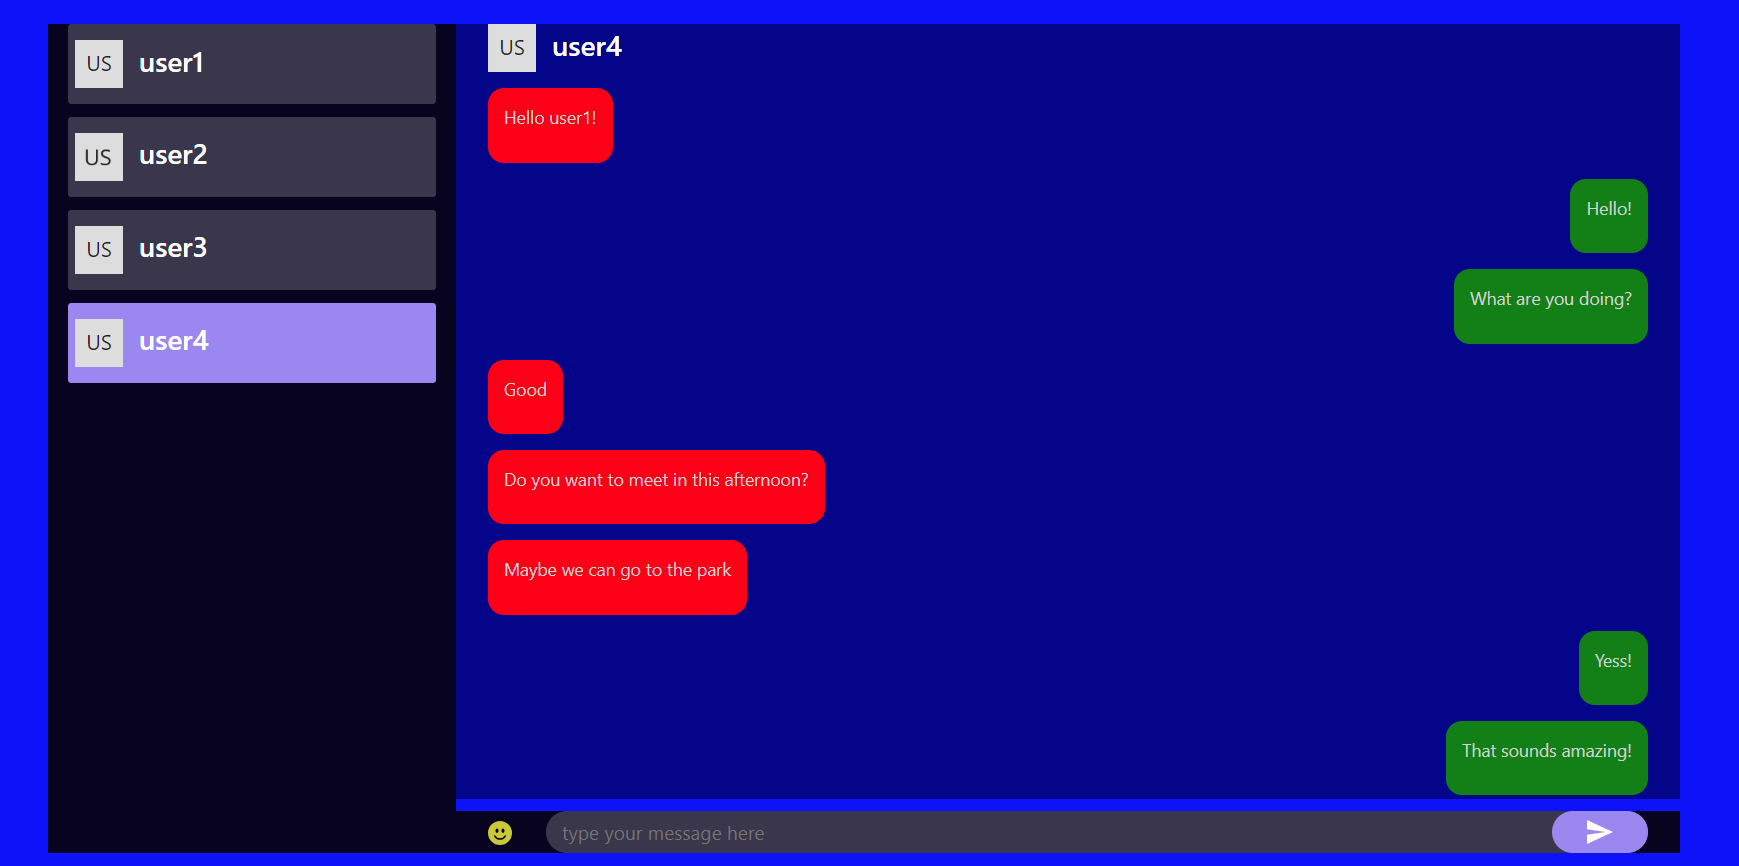 US user1
US user2
US user3
US user4
US user4
Hello user1!
Hello!
What are you doing?
Good
Do you want to meet in this afternoon?
Maybe we can go to the park
Yess!
That sounds amazing!
type your message here